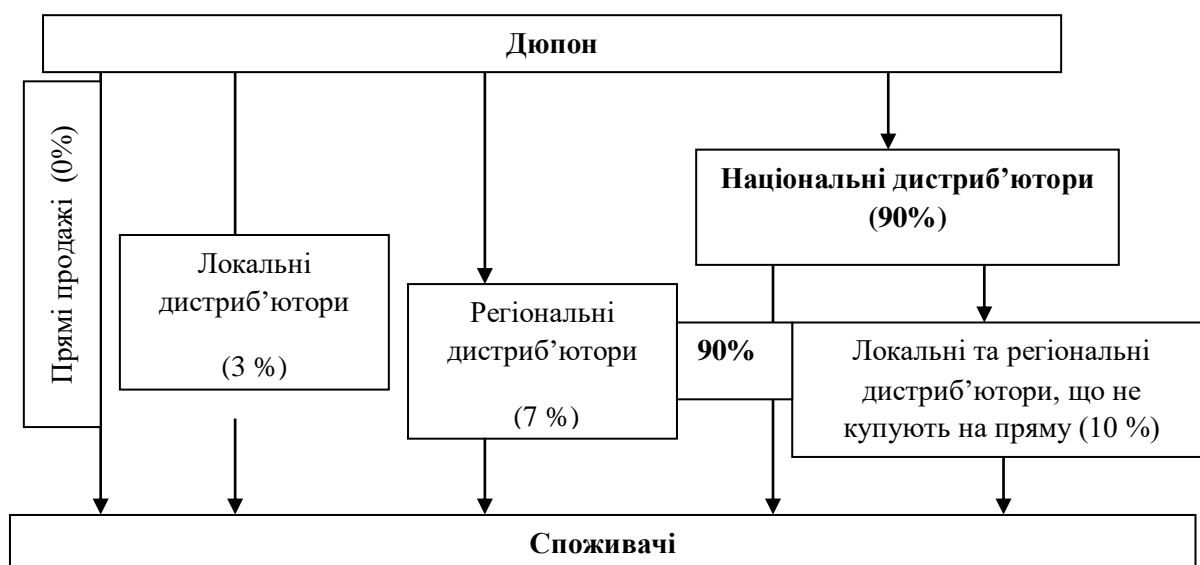 Дюпон
Прямі продажі (0%)
Національні дистриб’ютори
(90%)
Локальні
дистриб’ютори
(3 %)
Регіональні
дистриб’ютори
(7 %)
90%
Локальні та регіональні
дистриб’ютори, що не
купують на пряму (10 %)
Споживачі